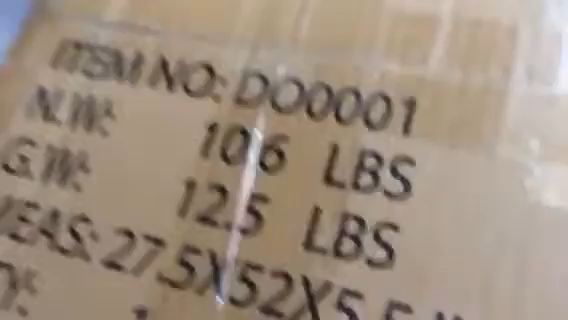 ITEM NO: DO0001
N.W: 10.6 LBS
G.W: 12.5 LBS
MEAS: 27.5X52X5.5"